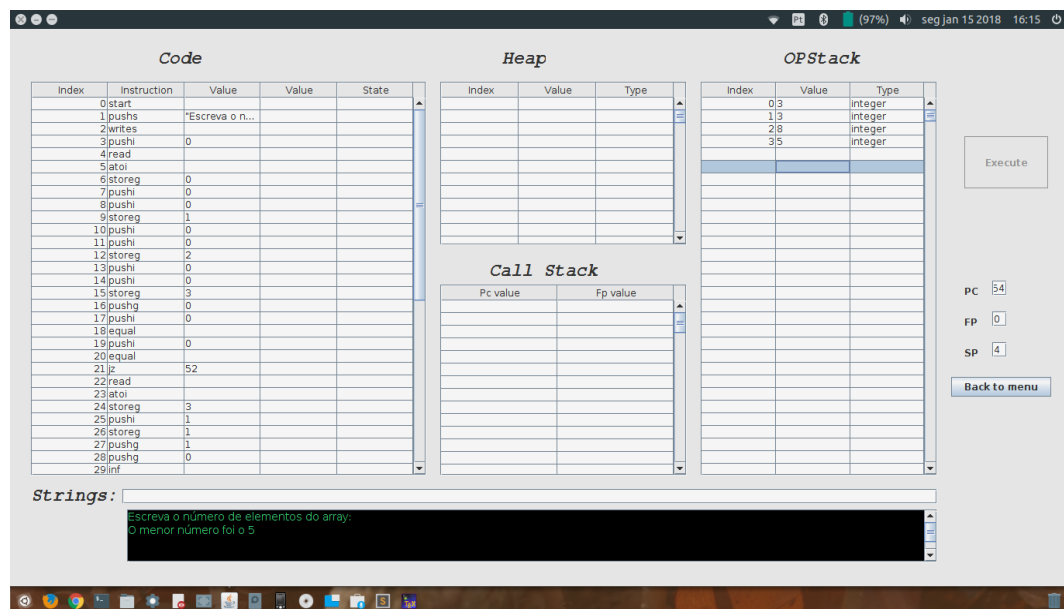 Pt (97%) seg jan 15 2018 16:15
Code
Index Instruction Value Value State
0 start
1 pushs "Escreva o n...
2 writes
3 pushi 0
4 read
5 atoi
6 storeg 0
7 pushi 0
8 pushi 0
9 storeg 1
10 pushi 0
11 pushi 0
12 storeg 2
13 pushi 0
14 pushi 0
15 storeg 3
16 pushg 0
17 pushi 0
18 equal
19 pushi 0
20 equal
21 jz 52
22 read
23 atoi
24 storeg 3
25 pushi 1
26 storeg 1
27 pushg 1
28 pushg 0
29 inf
Heap
Index Value Type
Call Stack
Pc value Fp value
OPStack
Index Value Type
0 3 integer
1 3 integer
2 8 integer
3 5 integer
Execute
PC 54
FP 0
SP 4
Back to menu
Strings:
Escreva o número de elementos do array:
O menor número foi o 5